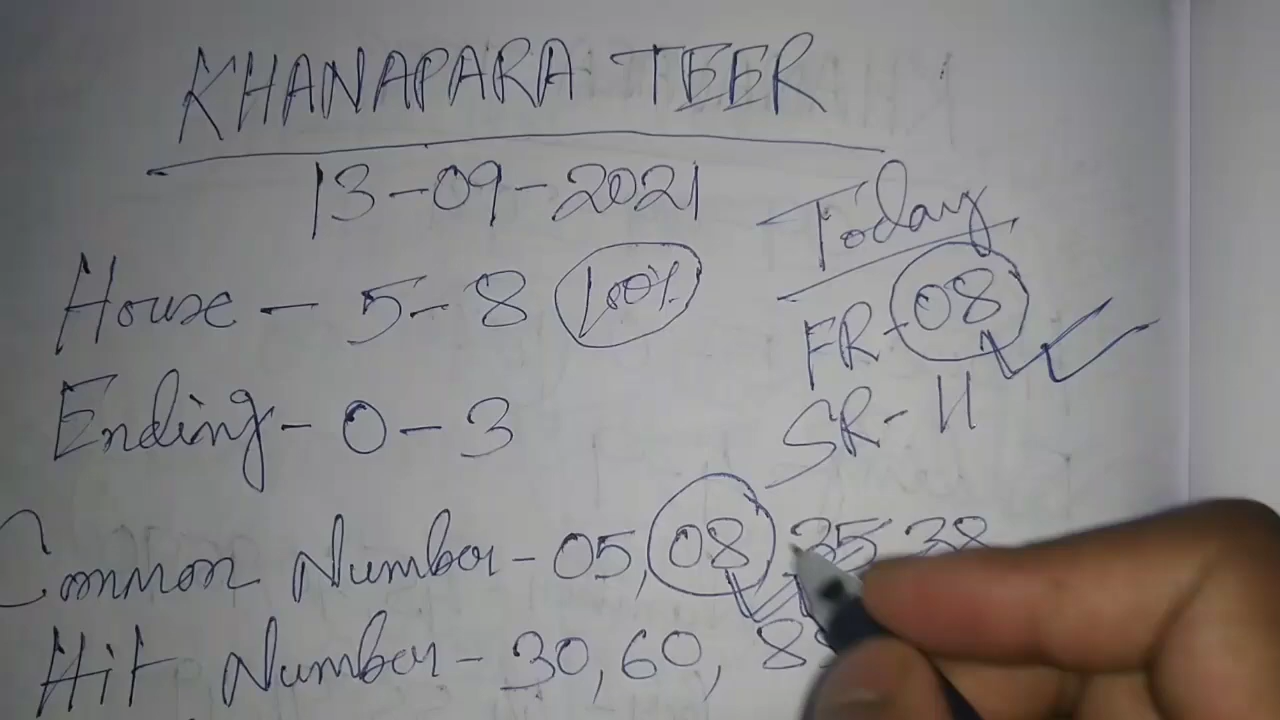 KHANAPARA TEER
13-09-2021
Today
House - 5-8 100%
FR - 08
Ending - 0-3
SR - 11
Common Number - 05, 08, 35 38
Hit Number - 30, 60,